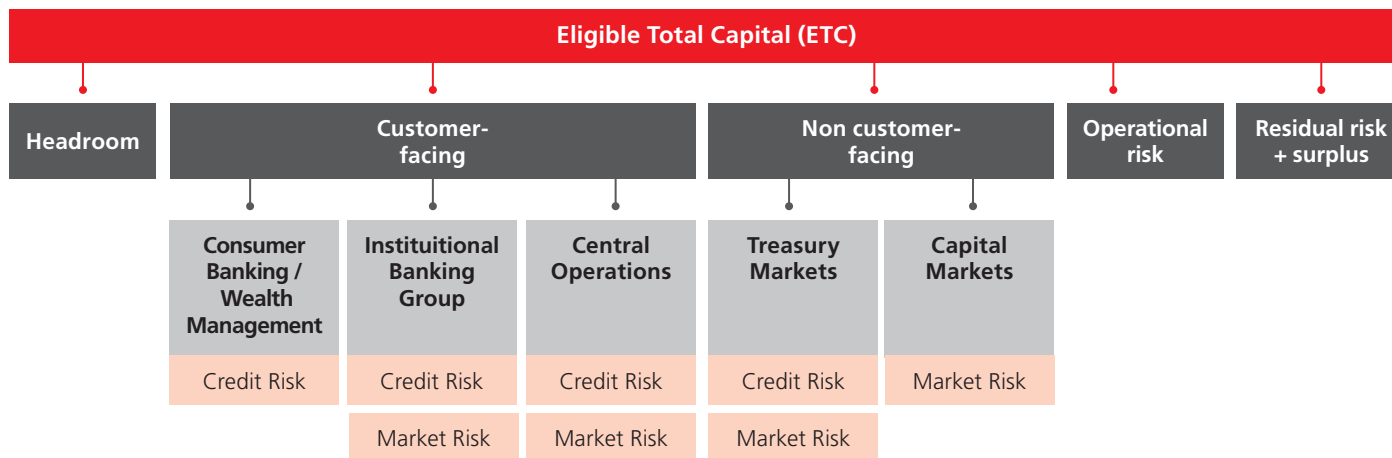 Eligible Total Capital (ETC)
Headroom
Customer-
facing
Non customer-
facing
Operational
risk
Residual risk
+ surplus
Consumer
Banking /
Wealth
Management
Instituitional
Banking
Group
Central
Operations
Treasury
Markets
Capital
Markets
Credit Risk
Credit Risk
Credit Risk
Credit Risk
Market Risk
Market Risk
Market Risk
Market Risk